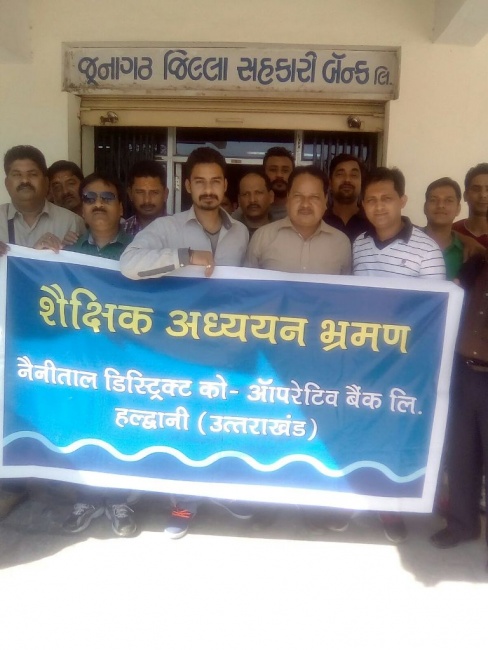 જૂનાગઢ જિલ્લા સહકારી બૅન્ક લિ.
शैक्षिक अध्ययन भ्रमण
नैनीताल डिस्ट्रिक्ट को- ऑपरेटिव बैंक लि.
हल्द्वानी (उत्तराखंड)